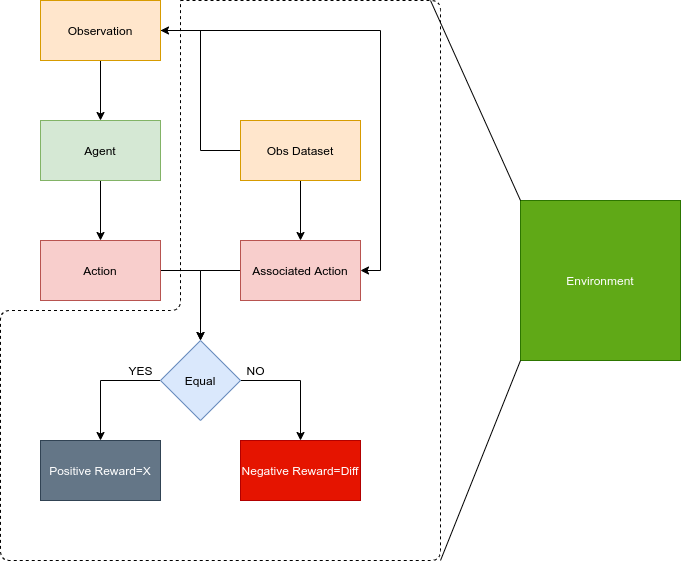 Observation
Agent
Obs Dataset
Action
Associated Action
Environment
YES
Equal
NO
Positive Reward=X
Negative Reward=Diff